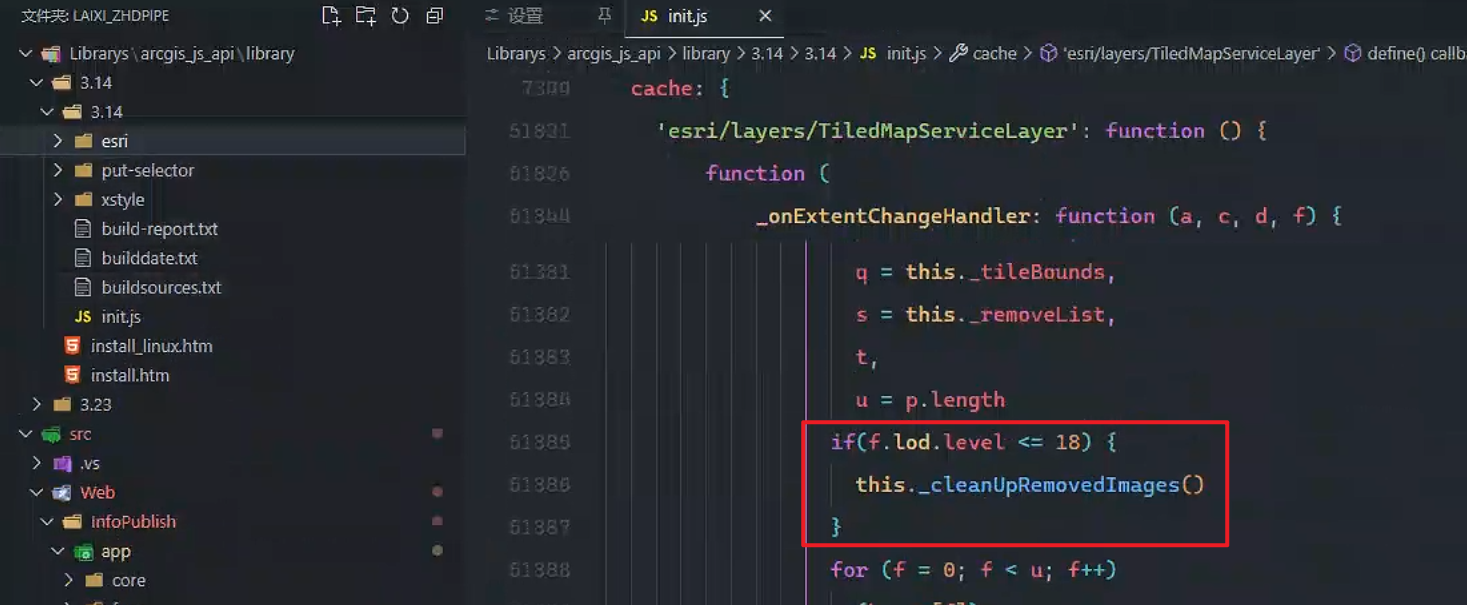 文件夹: LAIXI_ZHDPIPE
Librarys \ arcgis_js_api \ library
3.14
3.14
esri
put-selector
xstyle
build-report.txt
builddate.txt
buildsources.txt
JS init.js
install_linux.htm
install.htm
3.23
src
.vs
Web
InfoPublish
app
core
设置
JS init.js
Librarys > arcgis_js_api > library > 3.14 > 3.14 > JS init.js > cache > 'esri/layers/TiledMapServiceLayer' > define() callb
cache: {
51821 'esri/layers/TiledMapServiceLayer': function () {
51826 function (
51344 _onExtentChangeHandler: function (a, c, d, f) {
51381 q = this._tileBounds,
51382 s = this._removeList,
51383 t,
51384 u = p.length
51385 if(f.lod.level <= 18) {
51386 this._cleanUpRemovedImages()
51387 }
51388 for (f = 0; f < u; f++)